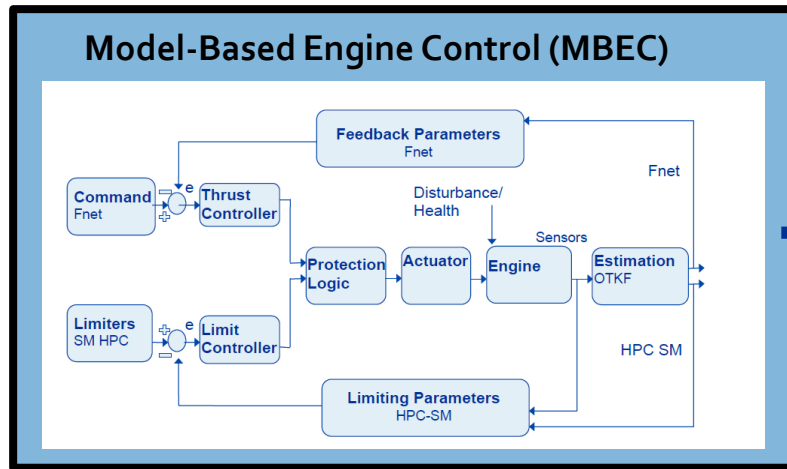 Model-Based Engine Control (MBEC)
Feedback Parameters
Fnet
Fnet
Disturbance/
Health
e
Command
Fnet
Thrust
Controller
Sensors
Protection
Logic
Actuator
Engine
Estimation
OTKF
Limiters
SM HPC
e
Limit
Controller
HPC SM
Limiting Parameters
HPC-SM